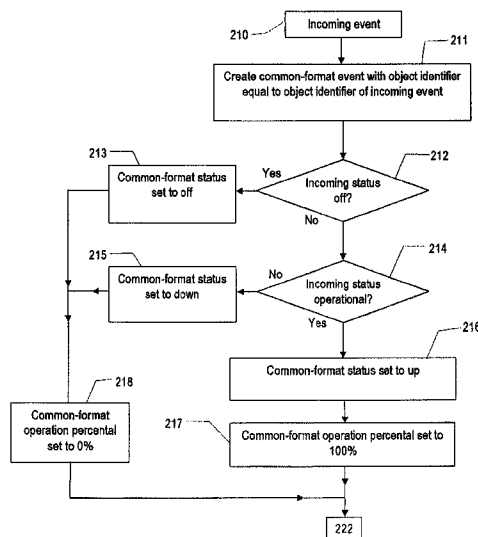 210
Incoming event
211
Create common-format event with object identifier
equal to object identifier of incoming event
213
212
Common-format status
set to off
Yes
Incoming status
off?
No
215
214
Common-format status
set to down
No
Incoming status
operational?
Yes
216
Common-format status set to up
218
Common-format
operation percental
set to 0%
217
Common-format operation percental set to
100%
222